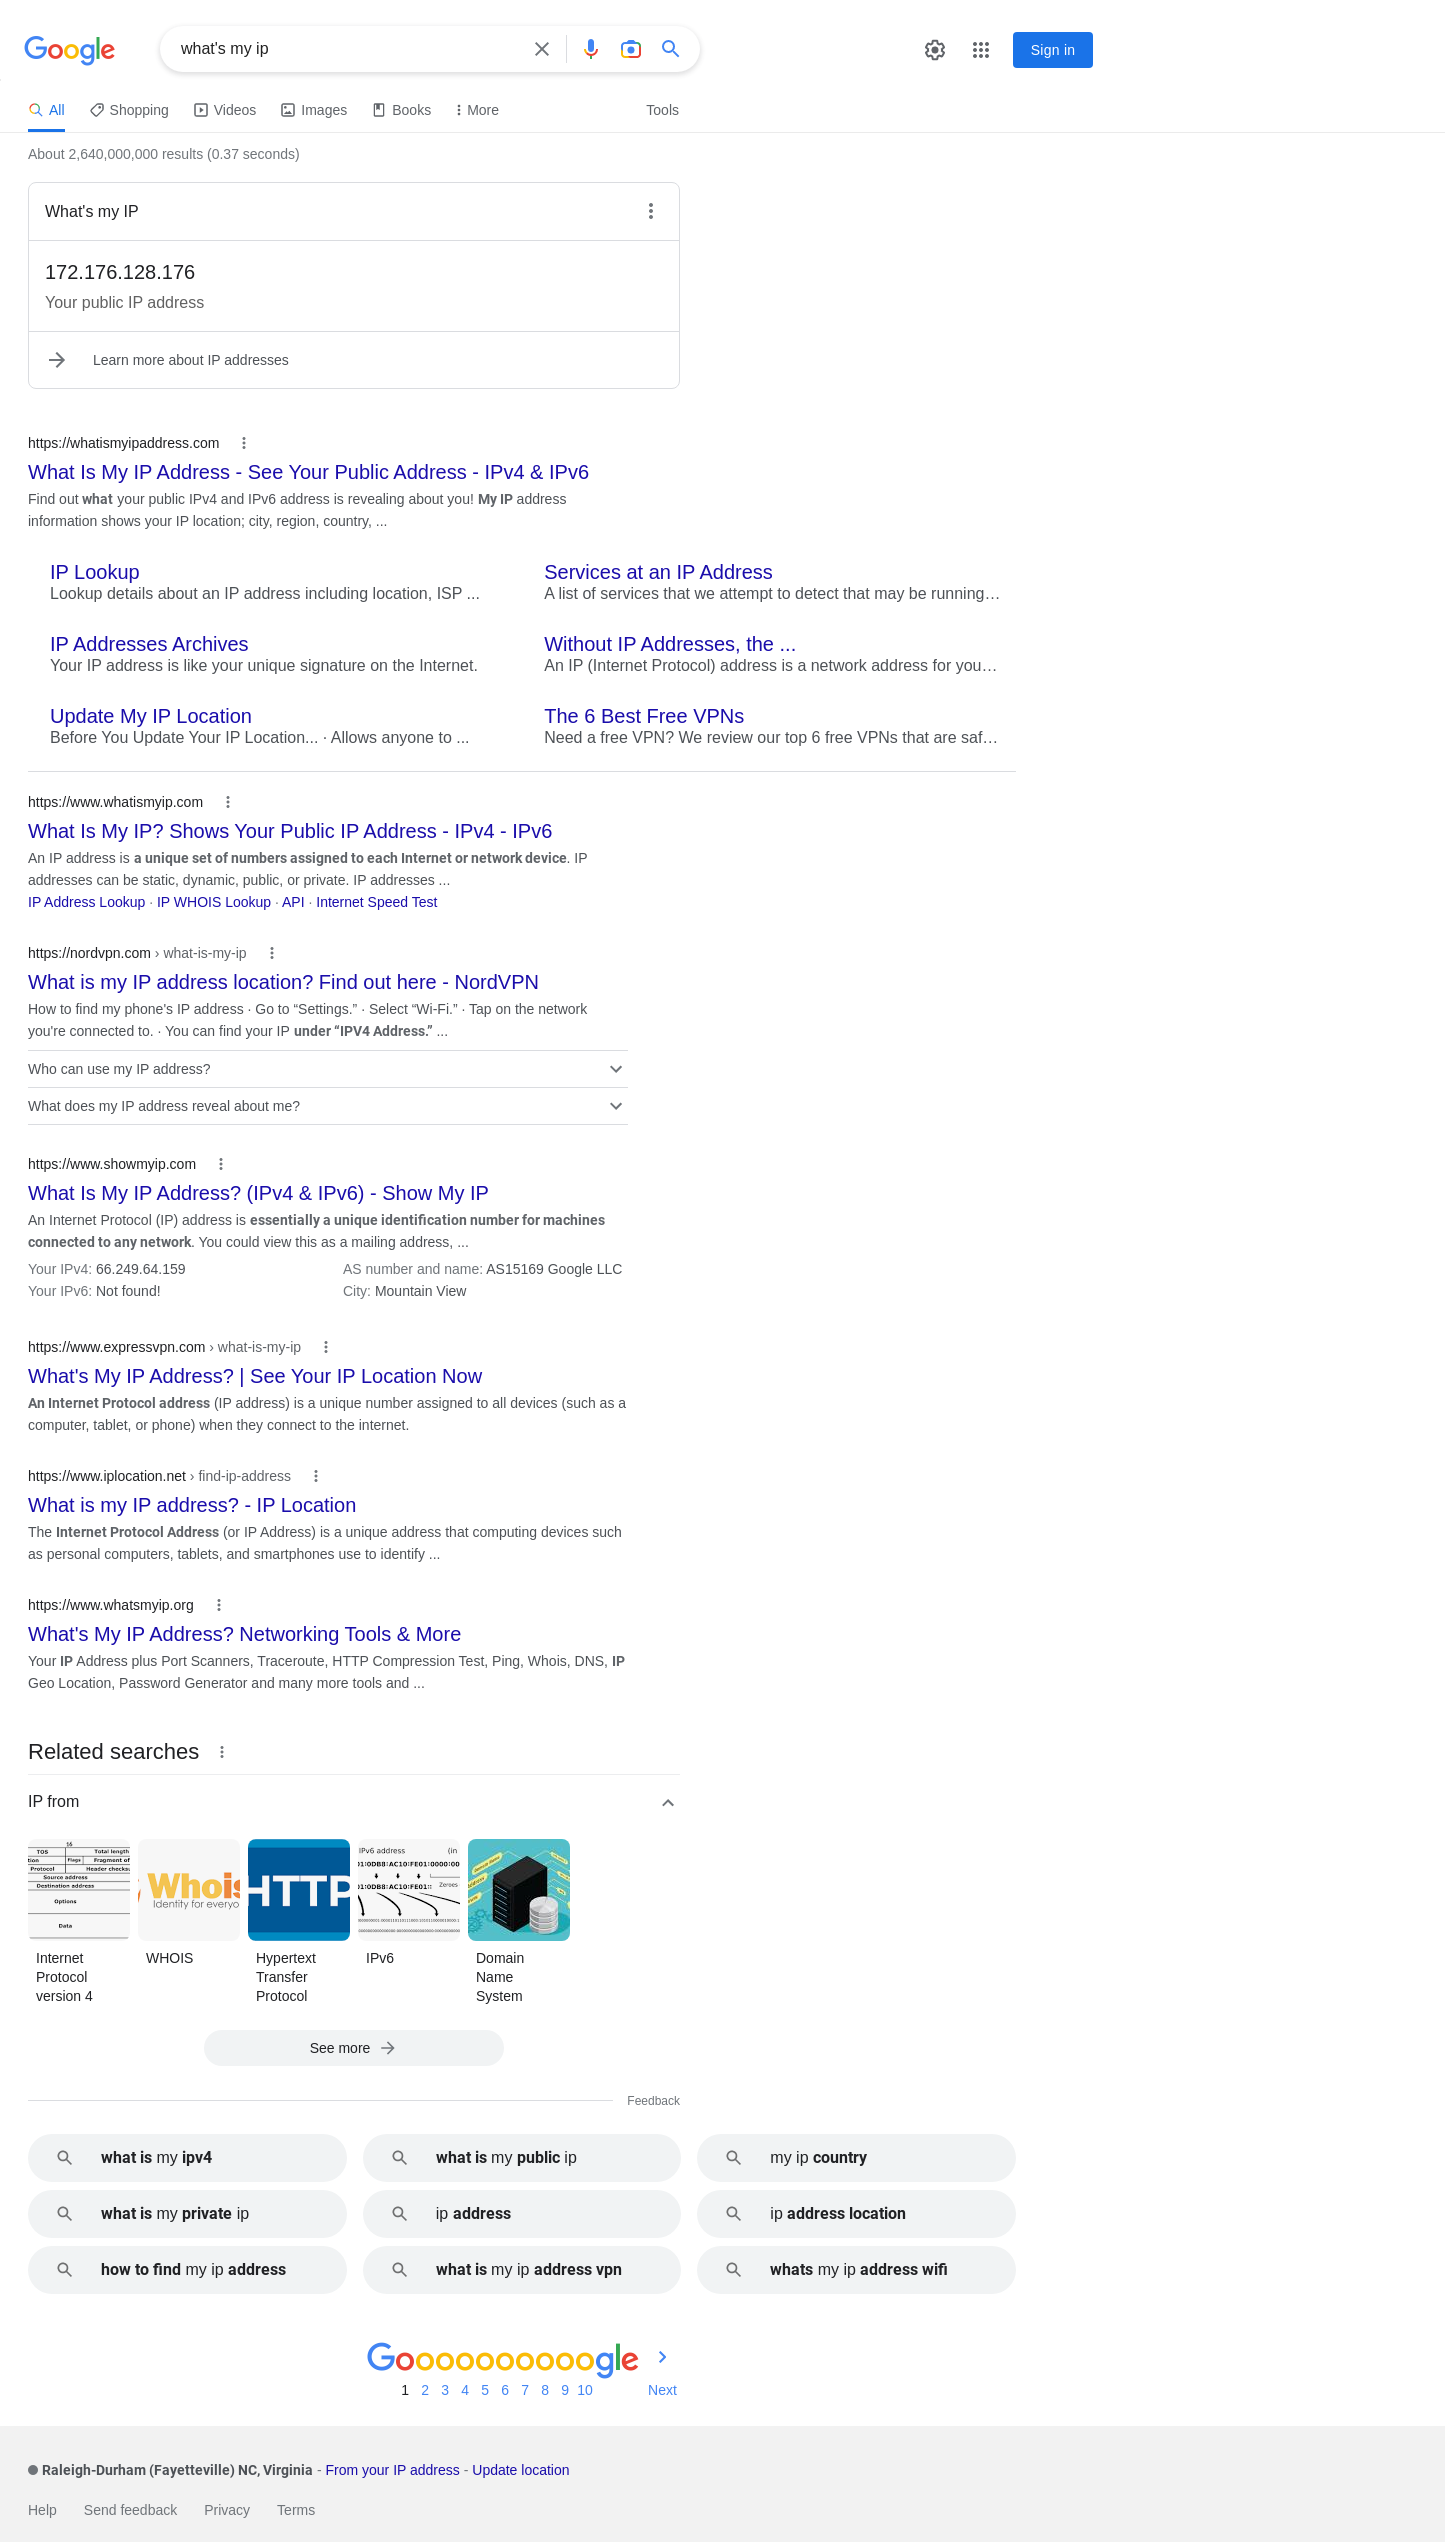 Google
what's my ip
Sign in
All
Shopping
Videos
Images
Books
More
Tools
About 2,640,000,000 results (0.37 seconds)
What's my IP
172.176.128.176
Your public IP address
Learn more about IP addresses
https://whatismyipaddress.com
What Is My IP Address - See Your Public Address - IPv4 & IPv6
Find out what your public IPv4 and IPv6 address is revealing about you! My IP address
information shows your IP location; city, region, country, ...
IP Lookup
Lookup details about an IP address including location, ISP ...
Services at an IP Address
A list of services that we attempt to detect that may be running…
IP Addresses Archives
Your IP address is like your unique signature on the Internet.
Without IP Addresses, the ...
An IP (Internet Protocol) address is a network address for you…
Update My IP Location
Before You Update Your IP Location... · Allows anyone to ...
The 6 Best Free VPNs
Need a free VPN? We review our top 6 free VPNs that are saf…
https://www.whatismyip.com
What Is My IP? Shows Your Public IP Address - IPv4 - IPv6
An IP address is a unique set of numbers assigned to each Internet or network device. IP
addresses can be static, dynamic, public, or private. IP addresses ...
IP Address Lookup · IP WHOIS Lookup · API · Internet Speed Test
https://nordvpn.com › what-is-my-ip
What is my IP address location? Find out here - NordVPN
How to find my phone's IP address · Go to “Settings.” · Select “Wi-Fi.” · Tap on the network
you're connected to. · You can find your IP under “IPV4 Address.” ...
Who can use my IP address?
What does my IP address reveal about me?
https://www.showmyip.com
What Is My IP Address? (IPv4 & IPv6) - Show My IP
An Internet Protocol (IP) address is essentially a unique identification number for machines
connected to any network. You could view this as a mailing address, ...
Your IPv4: 66.249.64.159
AS number and name: AS15169 Google LLC
Your IPv6: Not found!
City: Mountain View
https://www.expressvpn.com › what-is-my-ip
What's My IP Address? | See Your IP Location Now
An Internet Protocol address (IP address) is a unique number assigned to all devices (such as a
computer, tablet, or phone) when they connect to the internet.
https://www.iplocation.net › find-ip-address
What is my IP address? - IP Location
The Internet Protocol Address (or IP Address) is a unique address that computing devices such
as personal computers, tablets, and smartphones use to identify ...
https://www.whatsmyip.org
What's My IP Address? Networking Tools & More
Your IP Address plus Port Scanners, Traceroute, HTTP Compression Test, Ping, Whois, DNS, IP
Geo Location, Password Generator and many more tools and ...
Related searches
IP from
16
TOS
Total length
Flags
Fragment of
Protocol
Header checksu
Source address
Destination address
Options
Data
Whois
Identity for everyo
HTTP
IPv6 address
(in
Zeroes
Internet
Protocol
version 4
WHOIS
Hypertext
Transfer
Protocol
IPv6
Domain
Name
System
See more
Feedback
what is my ipv4
what is my public ip
my ip country
what is my private ip
ip address
ip address location
how to find my ip address
what is my ip address vpn
whats my ip address wifi
Goooooooooogle
1 2 3 4 5 6 7 8 9 10
Next
Raleigh-Durham (Fayetteville) NC, Virginia - From your IP address - Update location
Help
Send feedback
Privacy
Terms